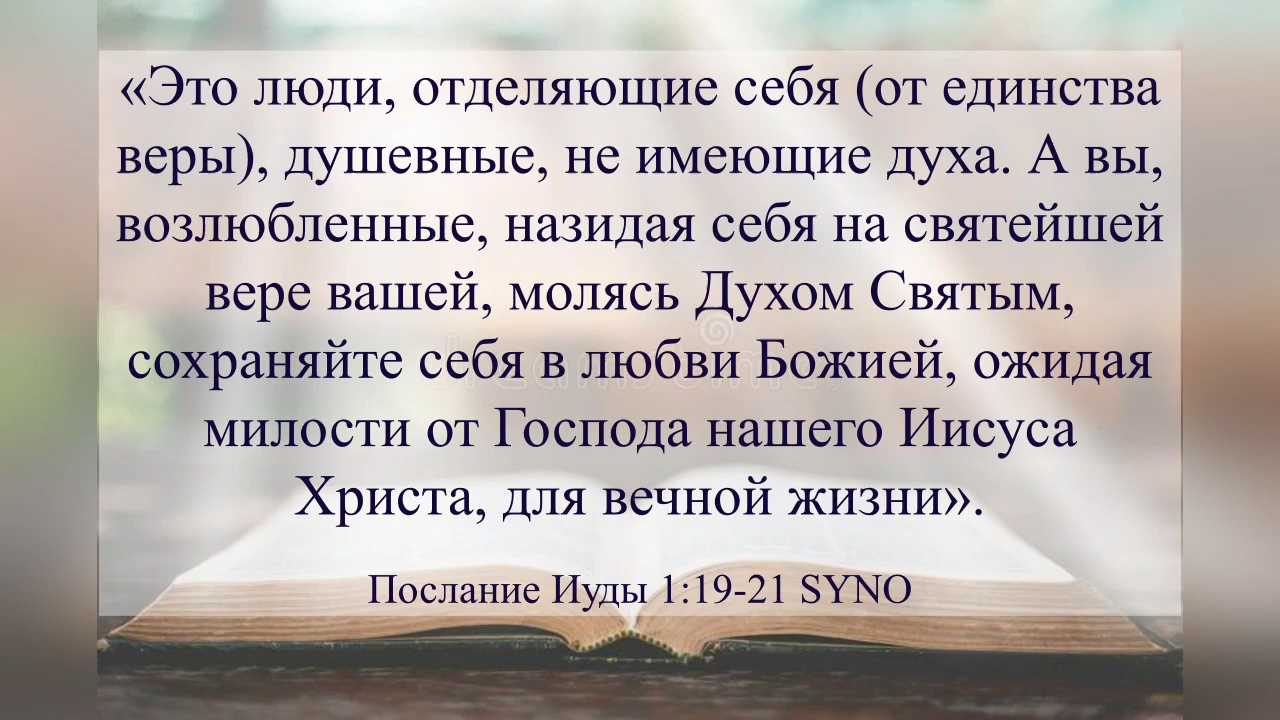 «Это люди, отделяющие себя (от единства
веры), душевные, не имеющие духа. А вы,
возлюбленные, назидая себя на святейшей
вере вашей, молясь Духом Святым,
сохраняйте себя в любви Божией, ожидая
милости от Господа нашего Иисуса
Христа, для вечной жизни».
Послание Иуды 1:19-21 SYNO